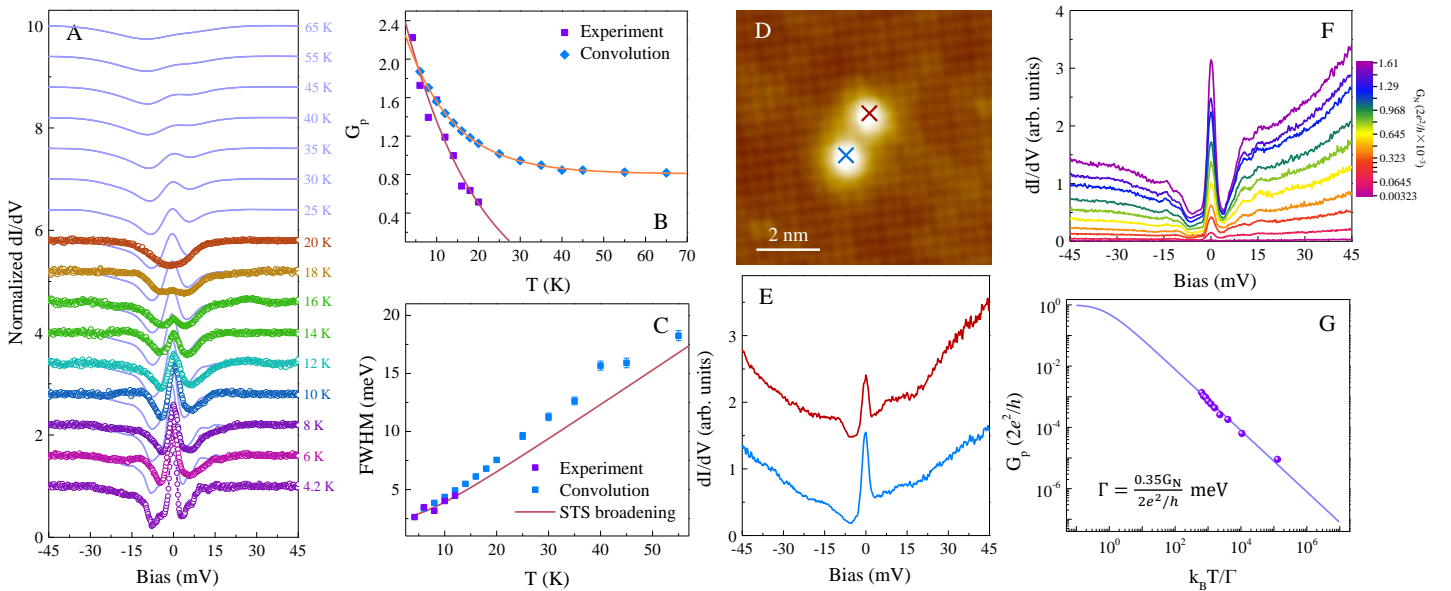 A
Normalized dI/dV
10
8
6
4
2
0
65 K
55 K
45 K
40 K
35 K
30 K
25 K
20 K
18 K
16 K
14 K
12 K
10 K
8 K
6 K
4.2 K
-45 -30 -15 0 15 30 45
Bias (mV)
B
Gp
2.4
2.0
1.6
1.2
0.8
0.4
Experiment
Convolution
0 10 20 30 40 50 60 70
T (K)
C
FWHM (meV)
20
15
10
5
Experiment
Convolution
STS broadening
0 10 20 30 40 50
T (K)
D
2 nm
E
dI/dV (arb. units)
3
2
1
0
-45 -30 -15 0 15 30 45
Bias (mV)
F
dI/dV (arb. units)
4
3
2
1
0
-45 -30 -15 0 15 30 45
Bias (mV)
G_N (2e²/h×10⁻²)
1.61
1.29
0.968
0.645
0.323
0.0645
0.00323
G
Gp (2e²/h)
10⁰
10⁻²
10⁻⁴
10⁻⁶
Γ = 0.35G_N / 2e²/h meV
10⁰ 10² 10⁴ 10⁶
k_BT/Γ